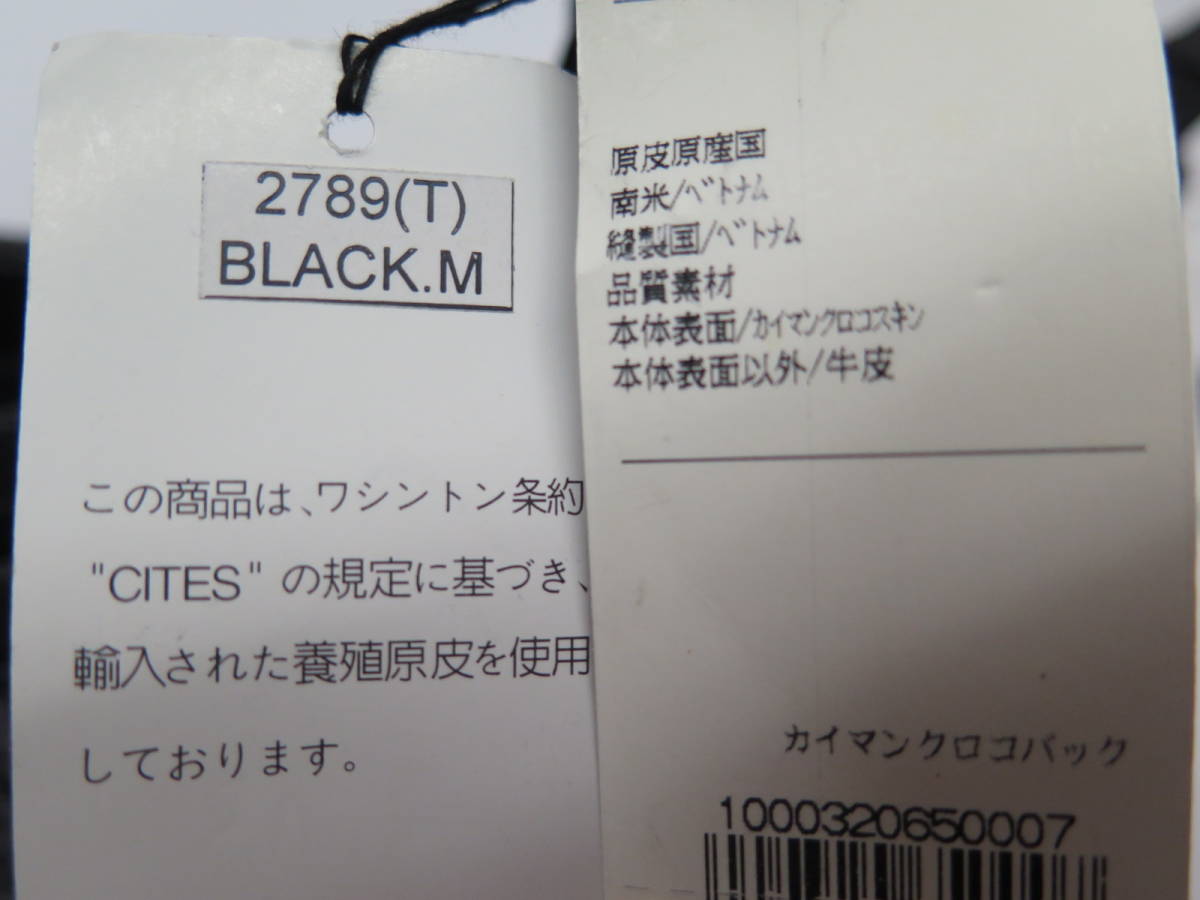 2789(T)
BLACK.M
この商品は、ワシントン条約
"CITES" の規定に基づき、
輸入された養殖原皮を使用
しております。
原皮原産国
南米/ベトナム
縫製国/ベトナム
品質素材
本体表面/カイマンクロコスキン
本体表面以外/牛皮
カイマンクロコバック
1000320650007